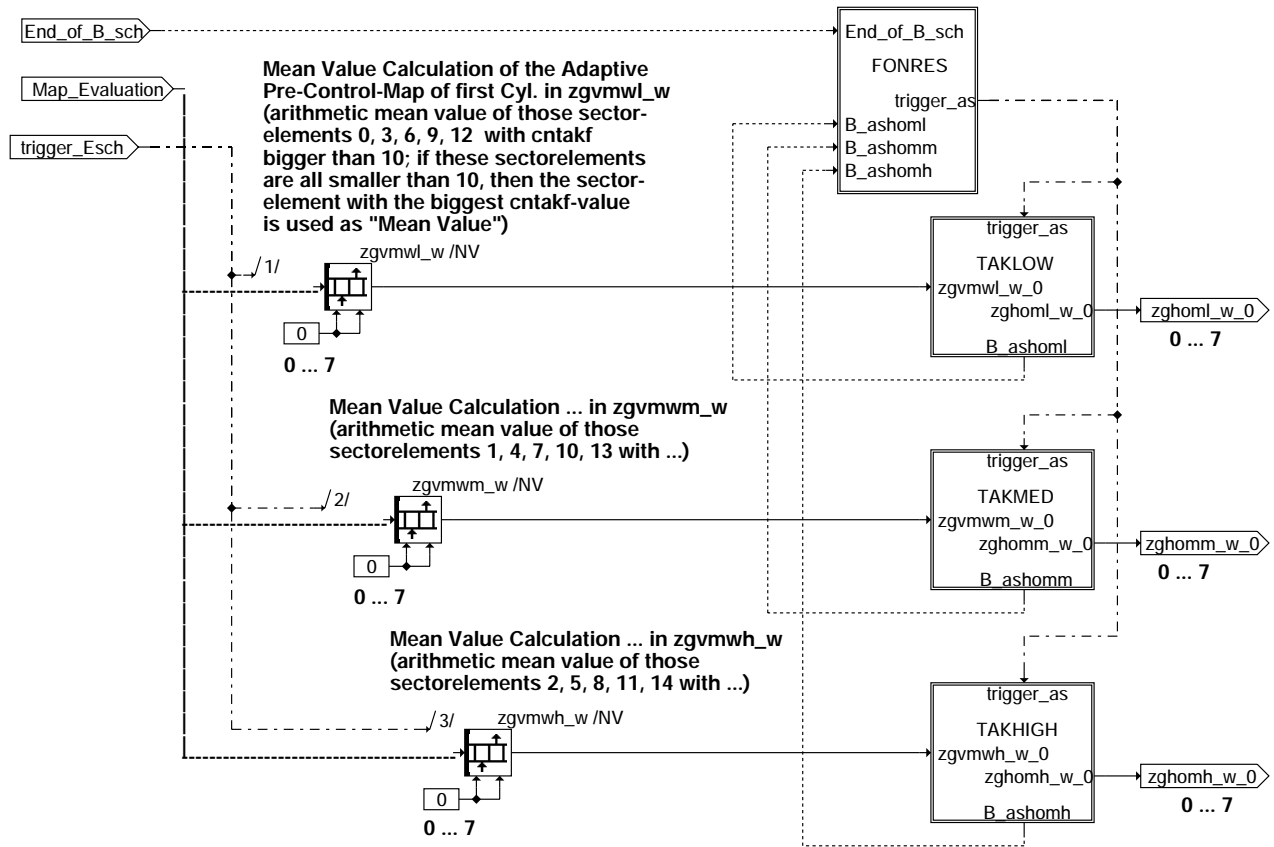 End_of_B_sch
Map_Evaluation
trigger_Esch
Mean Value Calculation of the Adaptive
Pre-Control-Map of first Cyl. in zgvmwl_w
(arithmetic mean value of those sector-
elements 0, 3, 6, 9, 12 with cntakf
bigger than 10; if these sectorelements
are all smaller than 10, then the sector-
element with the biggest cntakf-value
is used as "Mean Value")
End_of_B_sch
FONRES
trigger_as
B_ashoml
B_ashomm
B_ashomh
/1/
zgvmwl_w /NV
0
0 ... 7
trigger_as
TAKLOW
zgvmwl_w_0
zghoml_w_0
B_ashoml
zghoml_w_0
0 ... 7
Mean Value Calculation ... in zgvmwm_w
(arithmetic mean value of those
sectorelements 1, 4, 7, 10, 13 with ...)
/2/
zgvmwm_w /NV
0
0 ... 7
trigger_as
TAKMED
zgvmwm_w_0
zghomm_w_0
B_ashomm
zghomm_w_0
0 ... 7
Mean Value Calculation ... in zgvmwh_w
(arithmetic mean value of those
sectorelements 2, 5, 8, 11, 14 with ...)
/3/
zgvmwh_w /NV
0
0 ... 7
trigger_as
TAKHIGH
zgvmwh_w_0
zghomh_w_0
B_ashomh
zghomh_w_0
0 ... 7